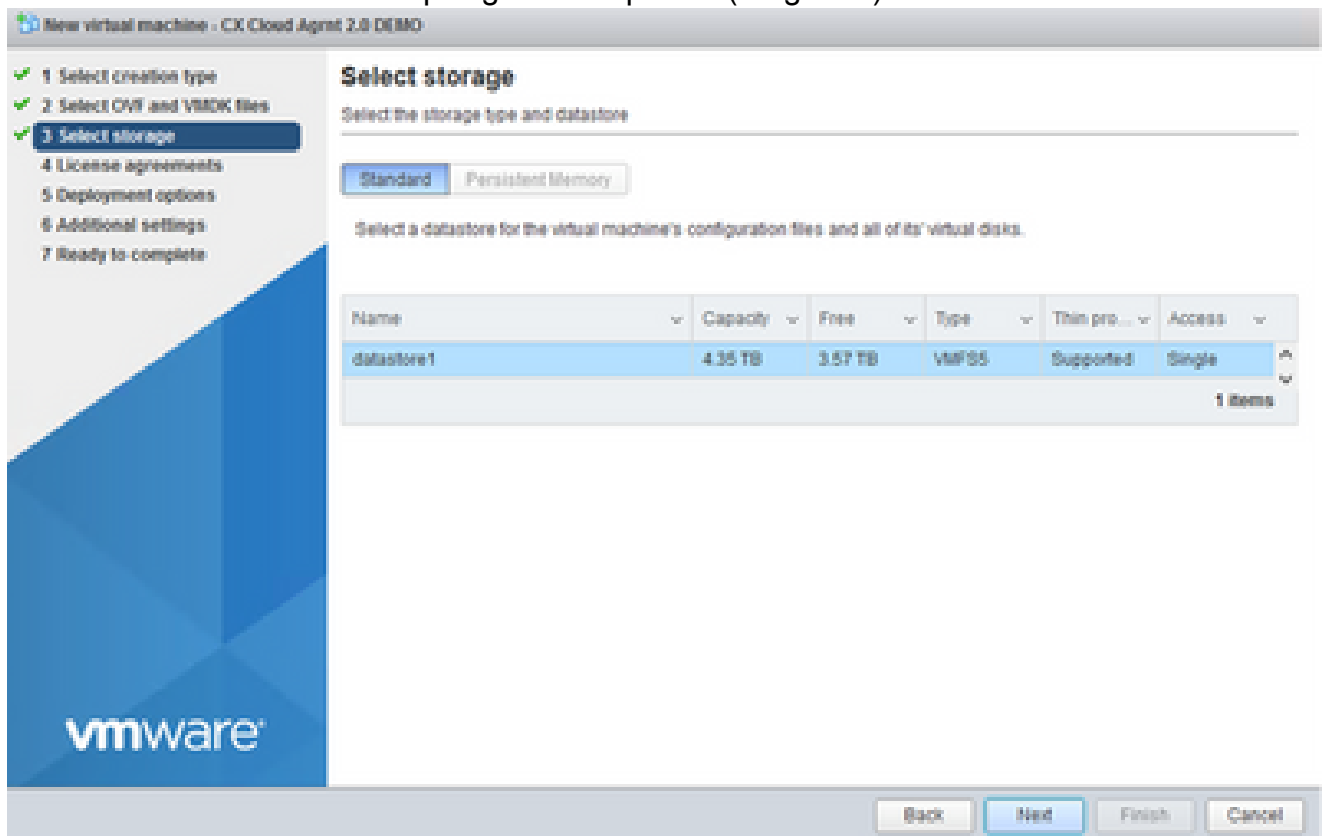 New virtual machine - CX Cloud Agrnt 2.0 DEMO
1 Select creation type
2 Select OVF and VMDK files
3 Select storage
4 License agreements
5 Deployment options
6 Additional settings
7 Ready to complete
Select storage
Select the storage type and datastore
Standard Persistent Memory
Select a datastore for the virtual machine's configuration files and all of its' virtual disks.
Name Capacity Free Type Thin pro... Access
datastore1 4.35 TB 3.57 TB VMFS5 Supported Single
1 items
vmware
Back Next Finish Cancel